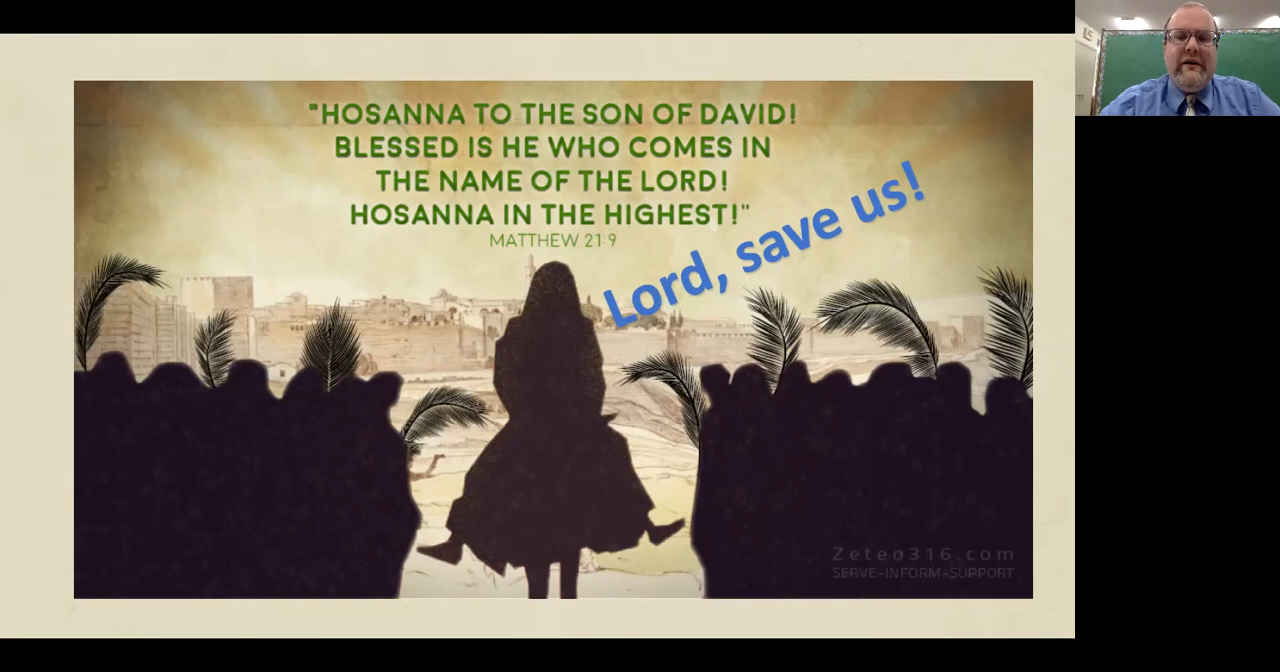 "HOSANNA TO THE SON OF DAVID!
BLESSED IS HE WHO COMES IN
THE NAME OF THE LORD!
HOSANNA IN THE HIGHEST!"
MATTHEW 21:9
Lord, save us!
Zeteo316.com
SERVE-INFORM-SUPPORT